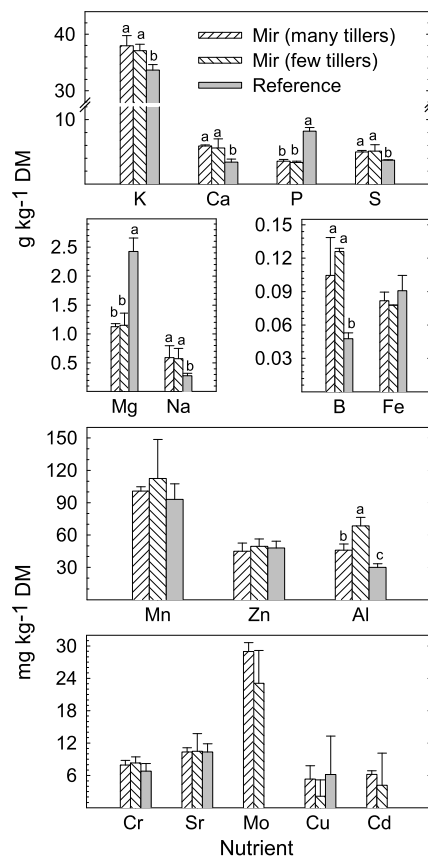 40
30
10
Mir (many tillers)
Mir (few tillers)
Reference
a a b
a a b
b b a
a a b
K Ca P S
g kg-1 DM
2.5
2.0
1.5
1.0
0.5
b b a
a a b
Mg Na
0.15
0.12
0.09
0.06
0.03
a a b
B Fe
150
120
90
60
30
b a c
Mn Zn Al
mg kg-1 DM
30
24
18
12
6
Cr Sr Mo Cu Cd
Nutrient